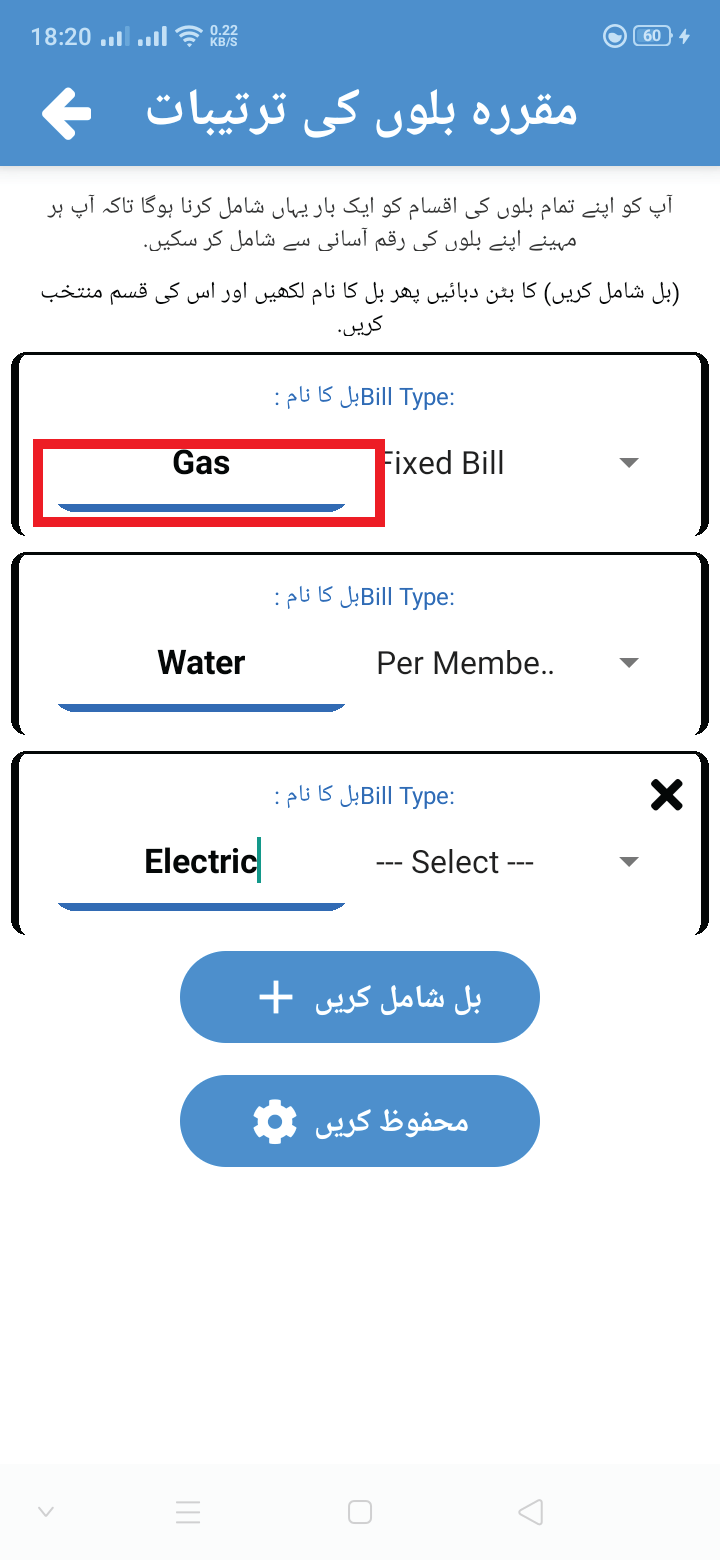 18:20 0.22 KB/S 60
مقررہ بلوں کی ترتیبات
آپ کو اپنے تمام بلوں کی اقسام کو ایک بار یہاں شامل کرنا ہوگا تاکہ آپ ہر
مہینے اپنے بلوں کی رقم آسانی سے شامل کر سکیں.
(بل شامل کریں) کا بٹن دبائیں پھر بل کا نام لکھیں اور اس کی قسم منتخب
کریں.
بل کا نام : Bill Type:
Gas Fixed Bill
بل کا نام : Bill Type:
Water Per Membe..
بل کا نام : Bill Type:
Electric --- Select ---
بل شامل کریں
محفوظ کریں